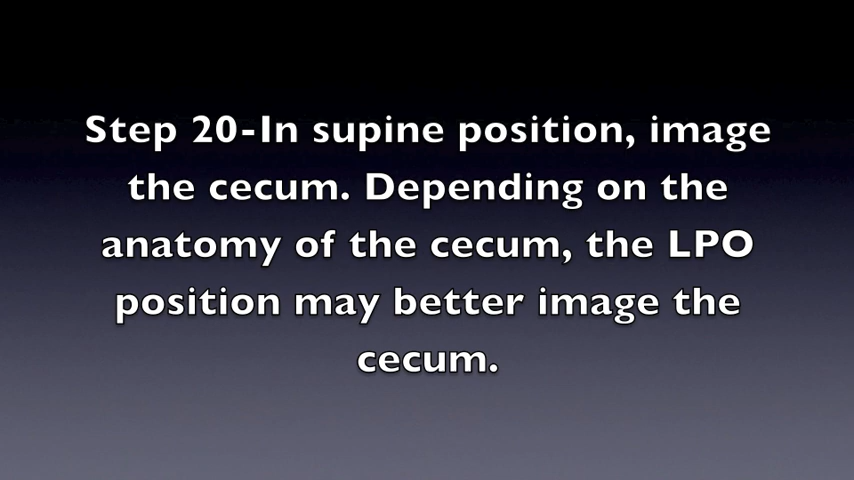 Step 20-In supine position, image
the cecum. Depending on the
anatomy of the cecum, the LPO
position may better image the
cecum.